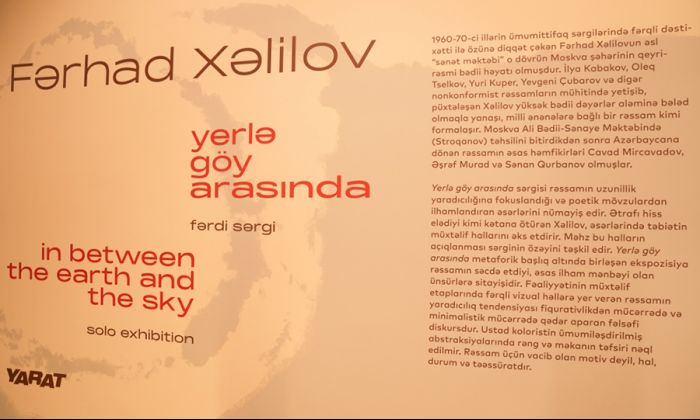 Fərhad Xəlilov
yerlə
göy
arasında
fərdi sərgi
in between
the earth and
the sky
solo exhibition
YARAT
1960-70-ci illərin ümumittifaq sərgilərində fərqli dəsti-
xətti ilə özünə diqqət çəkən Fərhad Xəlilovun əsl
“sənət məktəbi” o dövrün Moskva şəhərinin qeyri-
rəsmi bədii həyatı olmuşdur. İlya Kabakov, Oleq
Tselkov, Yuri Kuper, Yevgeni Çubarov və digər
nonkonformist rəssamların mühitində yetişib,
püxtələşən Xəlilov yüksək bədii dəyərlər aləminə bələd
olmaqla yanaşı, milli ənənələrə bağlı bir rəssam kimi
formalaşır. Moskva Ali Bədii-Sənaye Məktəbində
(Stroqanov) təhsilini bitirdikdən sonra Azərbaycana
dönən rəssamın əsas həmfikirləri Cavad Mircavadov,
Əşrəf Murad və Sənan Qurbanov olmuşlar.
Yerlə göy arasında sərgisi rəssamın uzunillik
yaradıcılığına fokuslandığı və poetik mövzulardan
ilhamlandıran əsərlərini nümayiş edir. Ətrafı hiss
elədiyi kimi kətana ötürən Xəlilov, əsərlərində təbiətin
müxtəlif hallarını əks etdirir. Məhz bu halların
açıqlanması sərginin özəyini təşkil edir. Yerlə göy
arasında metaforik başlıq altında birləşən ekspozisiya
rəssamın səcdə etdiyi, əsas ilham mənbəyi olan
ünsürlərə sitayişidir. Fəaliyyətinin müxtəlif
etaplarında fərqli vizual həllərə yer verən rəssamın
yaradıcılıq tendensiyası fiqurativlikdən mücərrədə və
minimalistik mücərrədə qədər aparan fəlsəfi
diskursdur. Ustad koloristin ümumiləşdirilmiş
abstraksiyalarında rəng və məkanın təfsiri nəql
edilmir. Rəssam üçün vacib olan motiv deyil, hal,
durum və təəssüratdır.